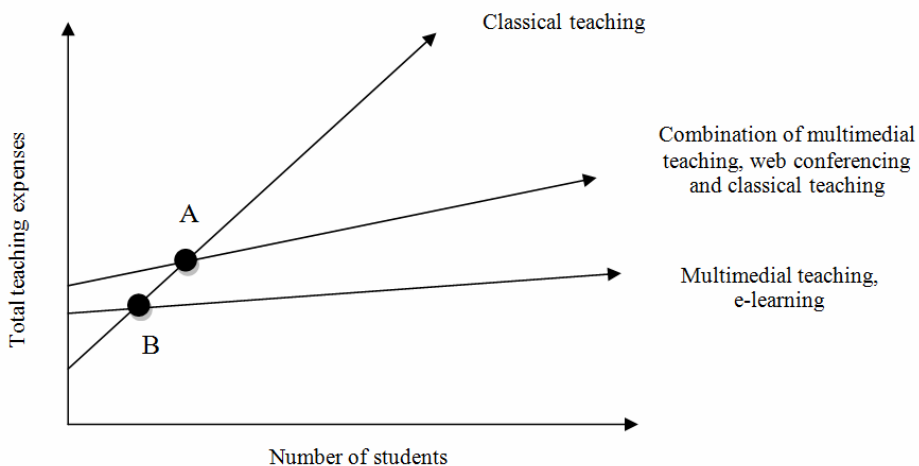 Classical teaching
Combination of multimedial
teaching, web conferencing
and classical teaching
Total teaching expenses
A
Multimedial teaching,
e-learning
B
Number of students